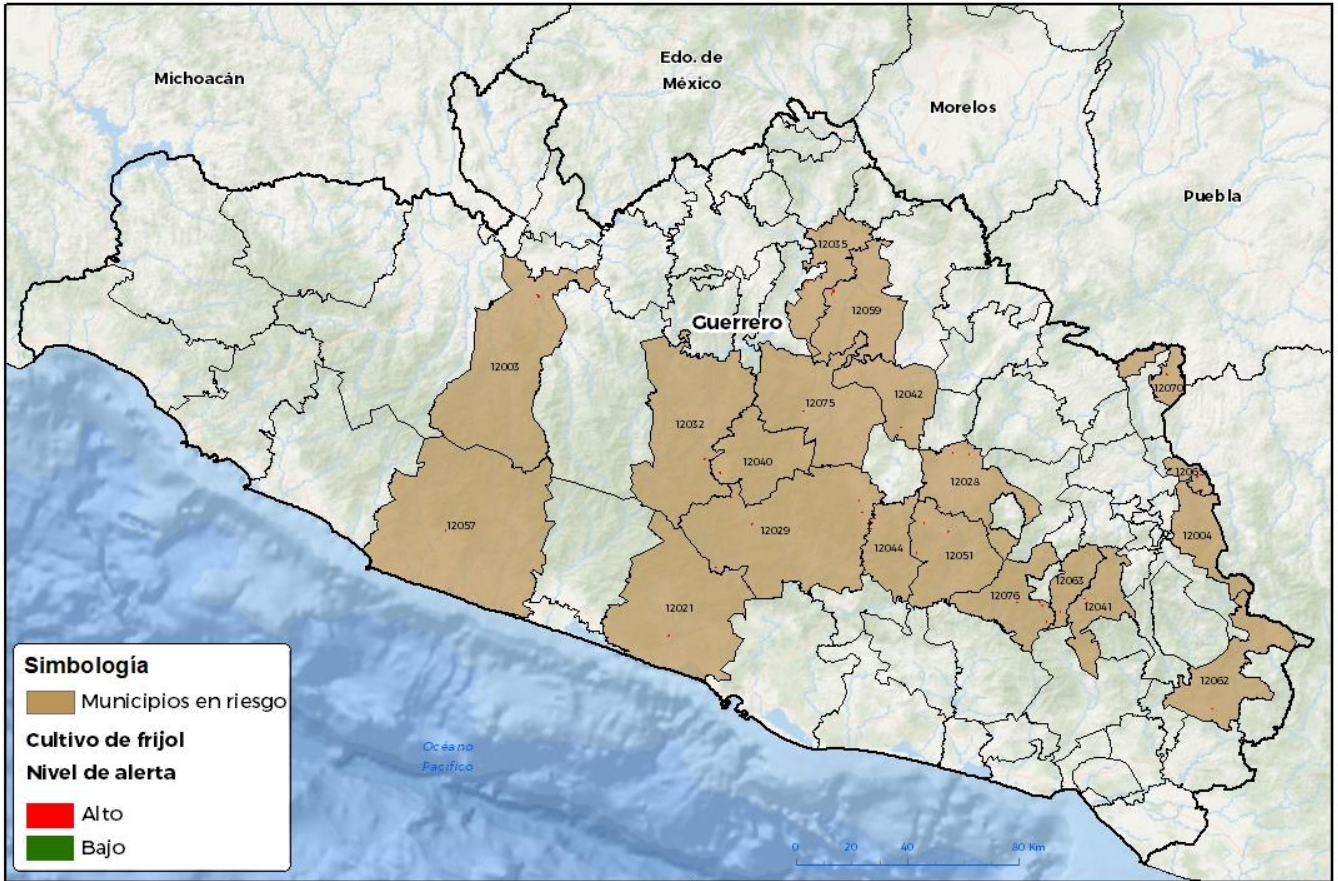 Michoacán
Edo. de
México
Morelos
Puebla
Guerrero
12035
12059
12003
12070
12042
12075
12032
12040
12065
12028
12029
12057
12004
12044
12051
12063
12076
12041
12021
12062
Océano
Pacífico
0 20 40 80 Km
Simbología
Municipios en riesgo
Cultivo de frijol
Nivel de alerta
Alto
Bajo